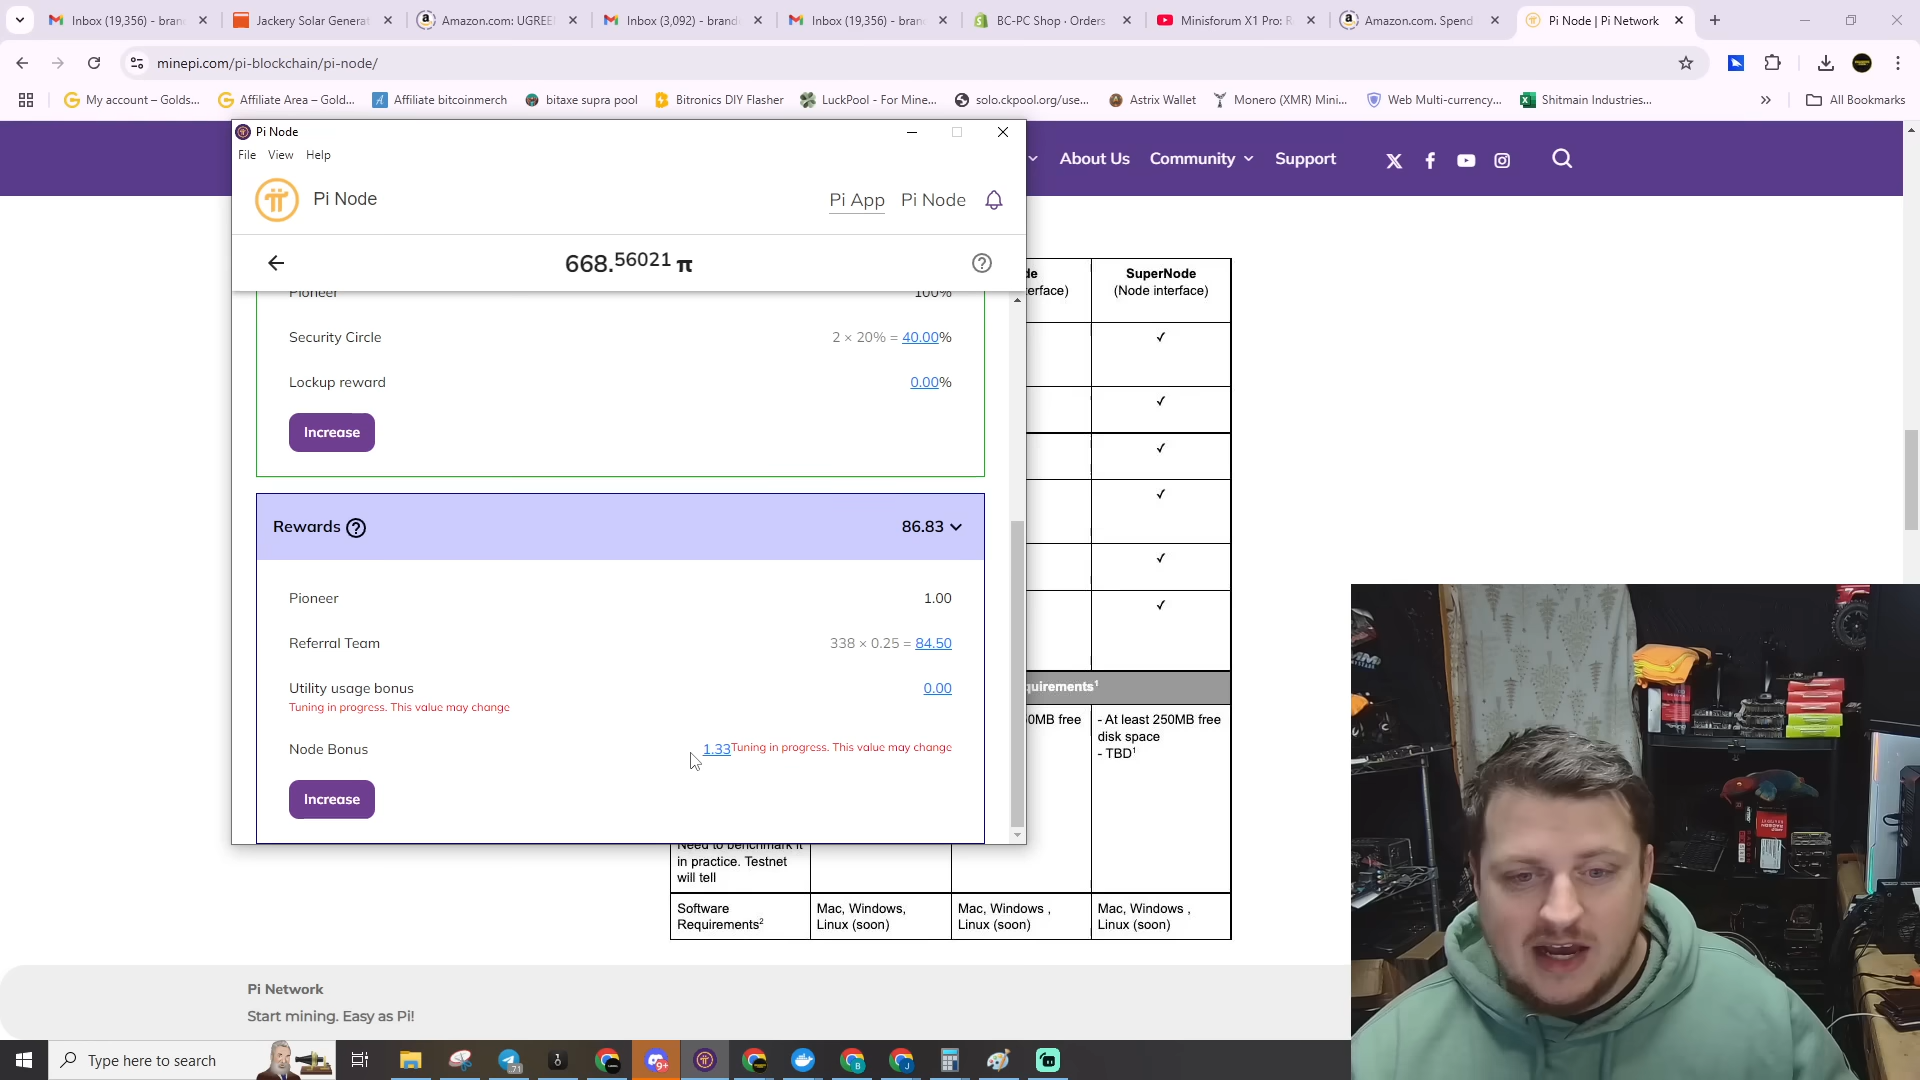 Inbox (19,356) - bran
Jackery Solar Generat
Amazon.com: UGREE
Inbox (3,092) - brand
Inbox (19,356) - bran
BC-PC Shop · Orders
Minisforum X1 Pro: R
Amazon.com. Spend
Pi Node | Pi Network
minepi.com/pi-blockchain/pi-node/
My account – Golds...
Affiliate Area – Gold...
Affiliate bitcoinmerch
bitaxe supra pool
Bitronics DIY Flasher
LuckPool - For Mine...
solo.ckpool.org/use...
Astrix Wallet
Monero (XMR) Mini...
Web Multi-currency...
Shitmain Industries...
All Bookmarks
About Us
Community
Support
Pi Node
File View Help
Pi Node
Pi App
Pi Node
668.56021 π
Pioneer 100%
Security Circle 2 × 20% = 40.00%
Lockup reward 0.00%
Increase
Rewards 86.83
Pioneer 1.00
Referral Team 338 × 0.25 = 84.50
Utility usage bonus 0.00
Tuning in progress. This value may change
Node Bonus 1.33 Tuning in progress. This value may change
Increase
de
erface)
SuperNode
(Node interface)
✓
✓
✓
✓
✓
✓
quirements¹
0MB free
- At least 250MB free
disk space
- TBD¹
Need to benchmark it
in practice. Testnet
will tell
Software
Requirements²
Mac, Windows,
Linux (soon)
Mac, Windows ,
Linux (soon)
Mac, Windows ,
Linux (soon)
Pi Network
Start mining. Easy as Pi!
Type here to search
71
9+